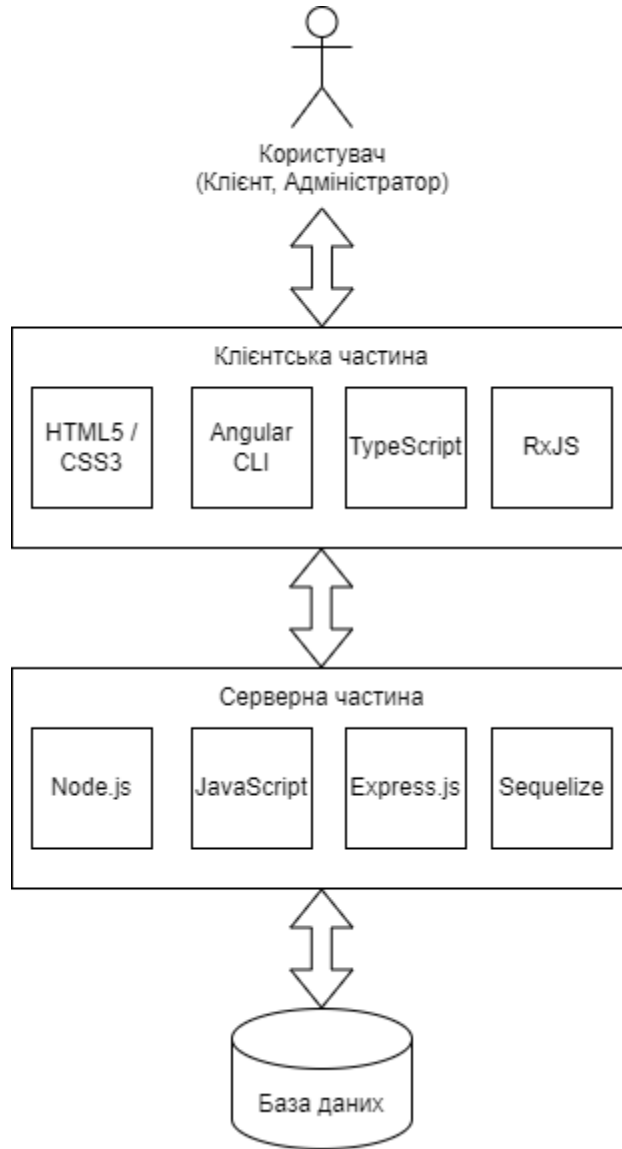 Користувач
(Клієнт, Адміністратор)
Клієнтська частина
HTML5 /
CSS3
Angular
CLI
TypeScript
RxJS
Серверна частина
Node.js
JavaScript
Express.js
Sequelize
База даних